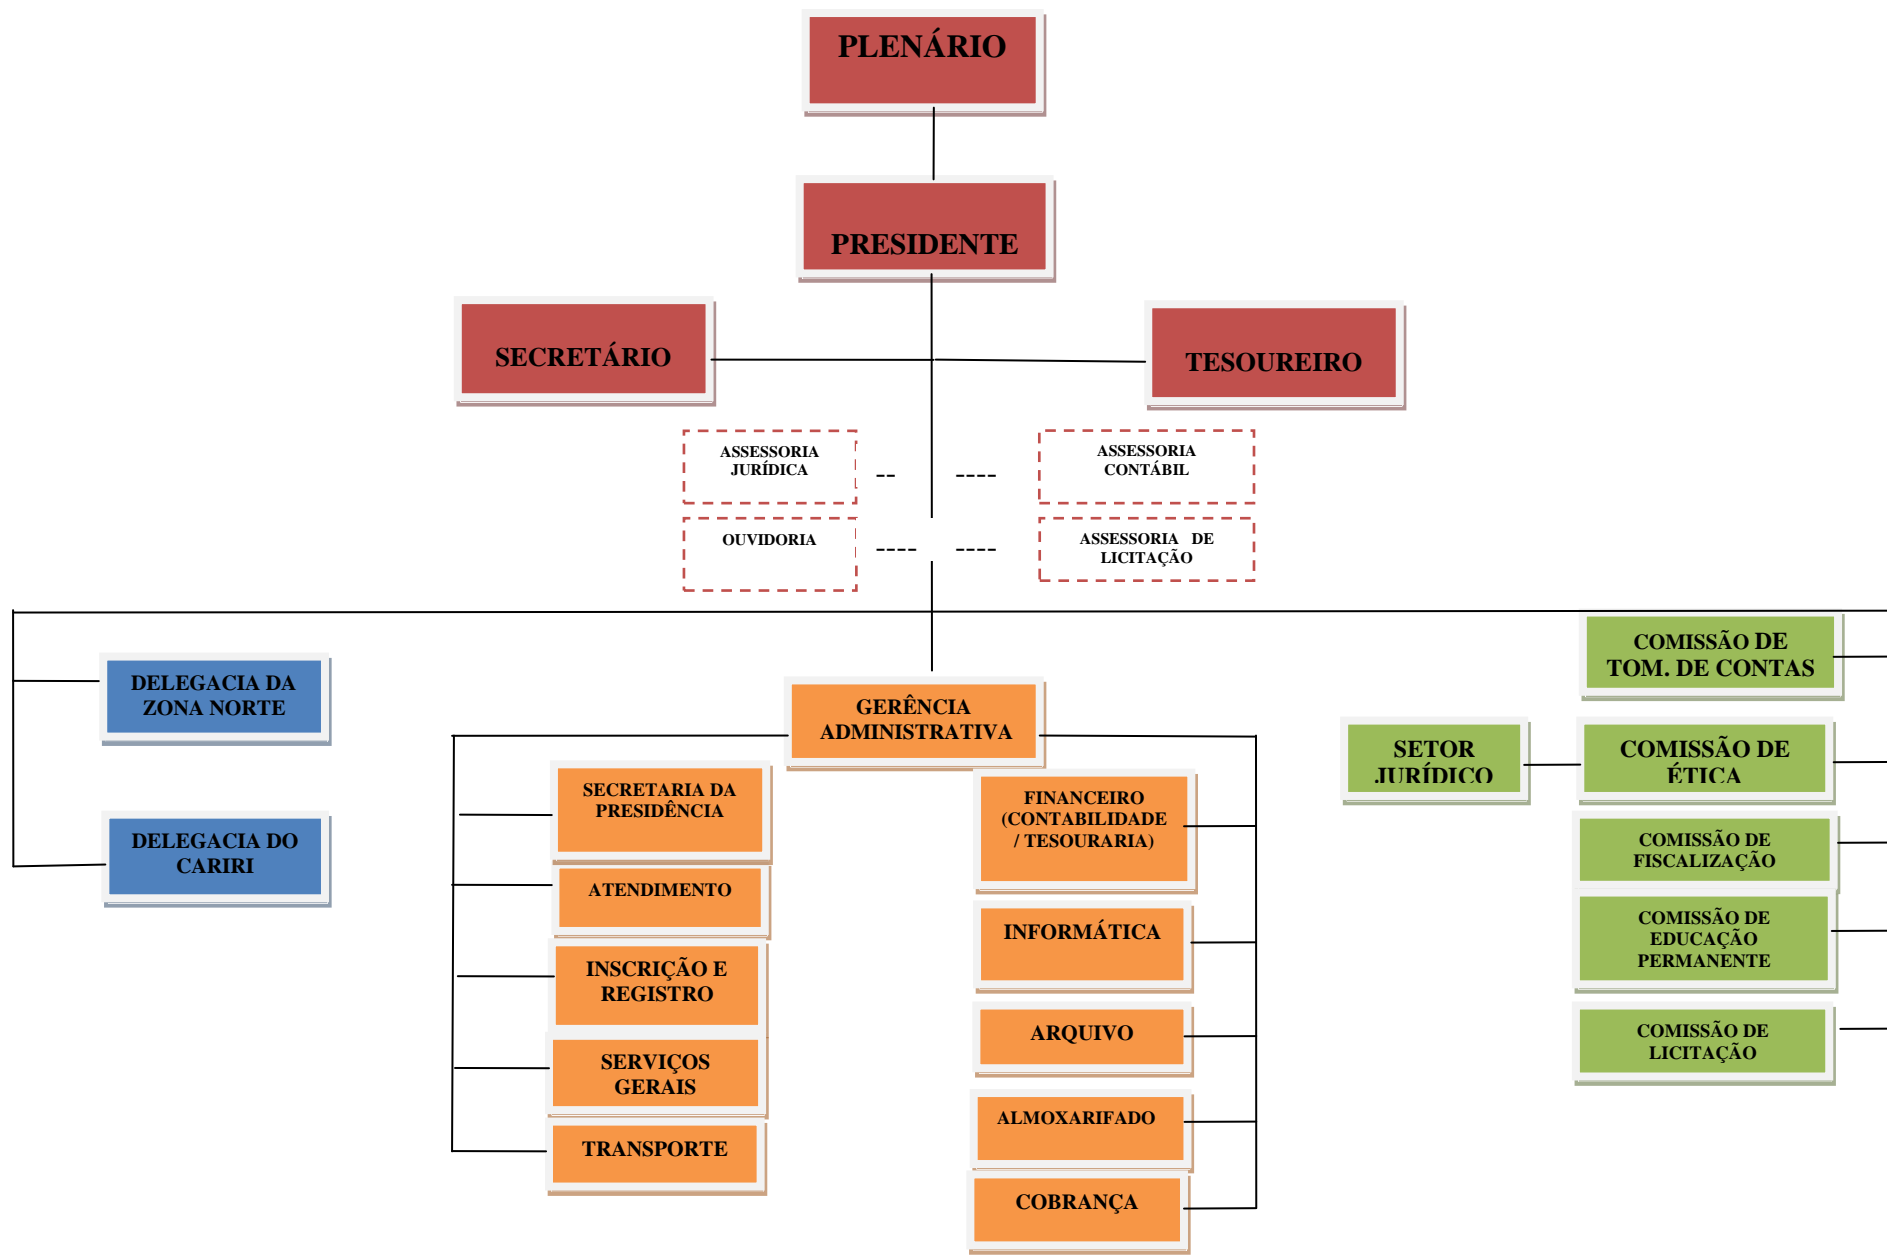 PLENÁRIO
PRESIDENTE
SECRETÁRIO
TESOUREIRO
ASSESSORIA
JURÍDICA
ASSESSORIA
CONTÁBIL
OUVIDORIA
ASSESSORIA DE
LICITAÇÃO
DELEGACIA DA
ZONA NORTE
DELEGACIA DO
CARIRI
GERÊNCIA
ADMINISTRATIVA
SECRETARIA DA
PRESIDÊNCIA
ATENDIMENTO
INSCRIÇÃO E
REGISTRO
SERVIÇOS
GERAIS
TRANSPORTE
FINANCEIRO
(CONTABILIDADE
/ TESOURARIA)
INFORMÁTICA
ARQUIVO
ALMOXARIFADO
COBRANÇA
COMISSÃO DE
TOM. DE CONTAS
SETOR
JURÍDICO
COMISSÃO DE
ÉTICA
COMISSÃO DE
FISCALIZAÇÃO
COMISSÃO DE
EDUCAÇÃO
PERMANENTE
COMISSÃO DE
LICITAÇÃO